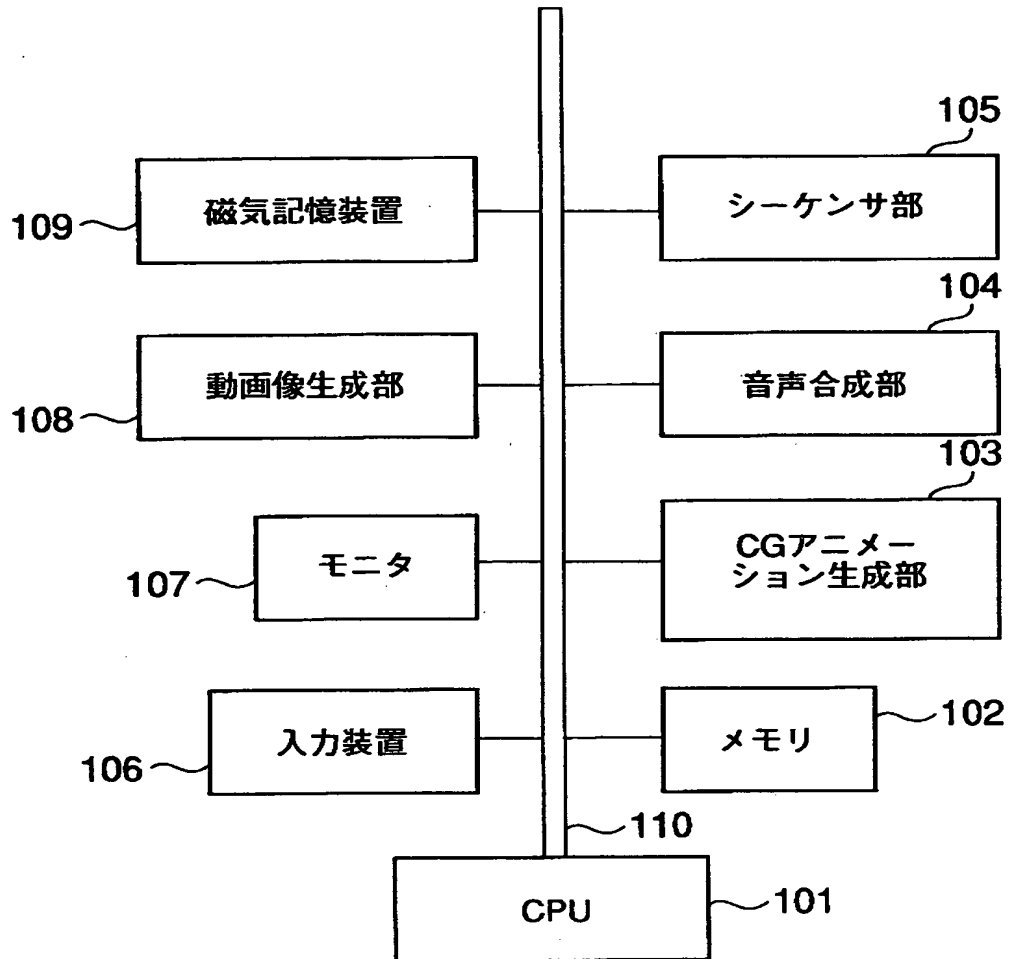 105
109
磁気記憶装置
シーケンサ部
104
108
動画像生成部
音声合成部
103
107
モニタ
CGアニメー
ション生成部
106
入力装置
メモリ
102
110
CPU
101